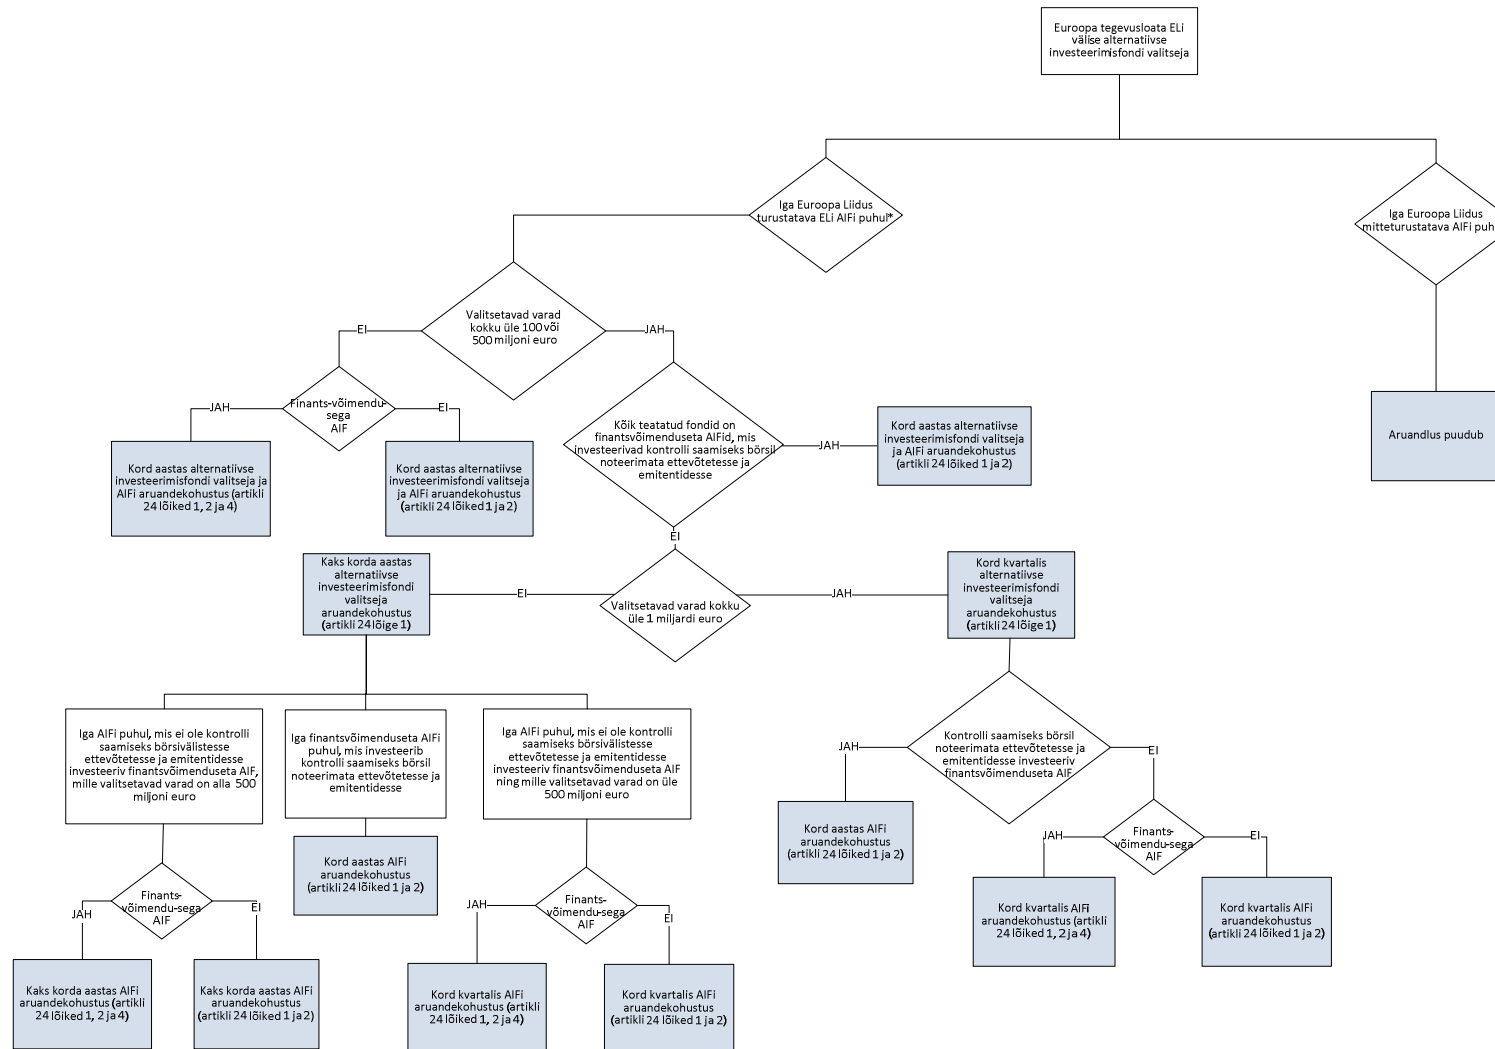 Euroopa tegevusloata ELi
välise alternatiivse
investeerimisfondi valitseja
Iga Euroopa Liidus
turustatava ELi AIFi puhul*
Iga Euroopa Liidus
mitteturustatava AIFi puh
Valitsetavad varad
kokku üle 100 või
500 miljoni euro
EI
JAH
Finants-võimendu-
sega
AIF
JAH
EI
Kord aastas alternatiivse
investeerimisfondi valitseja ja
AIFi aruandekohustus (artikli
24 lõiked 1, 2 ja 4)
Kord aastas alternatiivse
investeerimisfondi valitseja
ja AIFi aruandekohustus
(artikli 24 lõiked 1 ja 2)
Kõik teatatud fondid on
finantsvõimenduseta AIFid, mis
investeerivad kontrolli saamiseks börsil
noteerimata ettevõtetesse ja
emitentidesse
JAH
Kord aastas alternatiivse
investeerimisfondi valitseja
ja AIFi aruandekohustus
(artikli 24 lõiked 1 ja 2)
Aruandlus puudub
EI
Kaks korda aastas
alternatiivse
investeerimisfondi
valitseja
aruandekohustus
(artikli 24 lõige 1)
EI
Valitsetavad varad kokku
üle 1 miljardi euro
JAH
Kord kvartalis
alternatiivse
investeerimisfondi
valitseja
aruandekohustus
(artikli 24 lõige 1)
Iga AIFi puhul, mis ei ole kontrolli
saamiseks börsivälistesse
ettevõtetesse ja emitentidesse
investeeriv finantsvõimenduseta AIF,
mille valitsetavad varad on alla 500
miljoni euro
Iga finantsvõimenduseta AIFi
puhul, mis investeerib
kontrolli saamiseks börsil
noteerimata ettevõtetesse ja
emitentidesse
Iga AIFi puhul, mis ei ole kontrolli
saamiseks börsivälistesse
ettevõtetesse ja emitentidesse
investeeriv finantsvõimenduseta AIF
ning mille valitsetavad varad on üle
500 miljoni euro
JAH
Kontrolli saamiseks börsil
noteerimata ettevõtetesse ja
emitentidesse investeeriv
finantsvõimenduseta AIF
EI
Kord aastas AIFi
aruandekohustus
(artikli 24 lõiked 1 ja 2)
Kord aastas AIFi
aruandekohustus
(artikli 24 lõiked 1 ja 2)
JAH
Finants-
võimendu-sega
AIF
EI
JAH
Finants-
võimendu-sega
AIF
EI
JAH
Finants-
võimendu-sega
AIF
EI
Kord kvartalis AIFi
aruandekohustus (artikli
24 lõiked 1, 2 ja 4)
Kord kvartalis AIFi
aruandekohustus
(artikli 24 lõiked 1 ja 2)
Kaks korda aastas AIFi
aruandekohustus (artikli
24 lõiked 1, 2 ja 4)
Kaks korda aastas AIFi
aruandekohustus
(artikli 24 lõiked 1 ja 2)
Kord kvartalis AIFi
aruandekohustus (artikli
24 lõiked 1, 2 ja 4)
Kord kvartalis AIFi
aruandekohustus
(artikli 24 lõiked 1 ja 2)